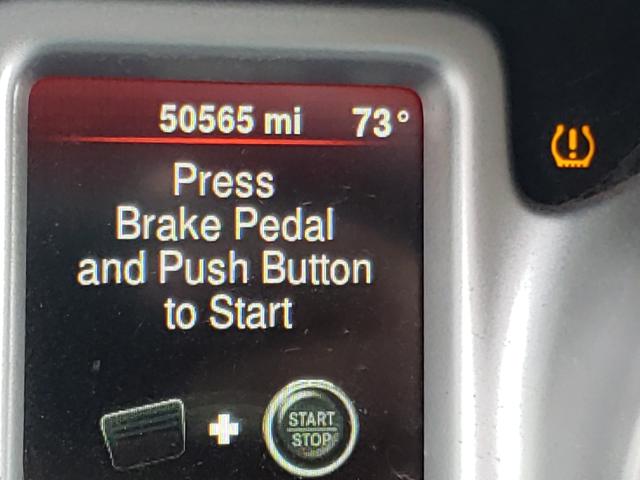 50565 mi 73°
Press
Brake Pedal
and Push Button
to Start
START
STOP